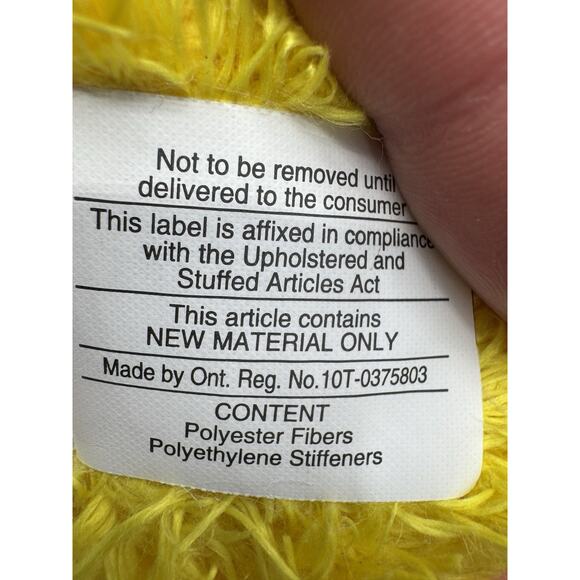 Not to be removed until
delivered to the consumer
This label is affixed in compliance
with the Upholstered and
Stuffed Articles Act
This article contains
NEW MATERIAL ONLY
Made by Ont. Reg. No.10T-0375803
CONTENT
Polyester Fibers
Polyethylene Stiffeners